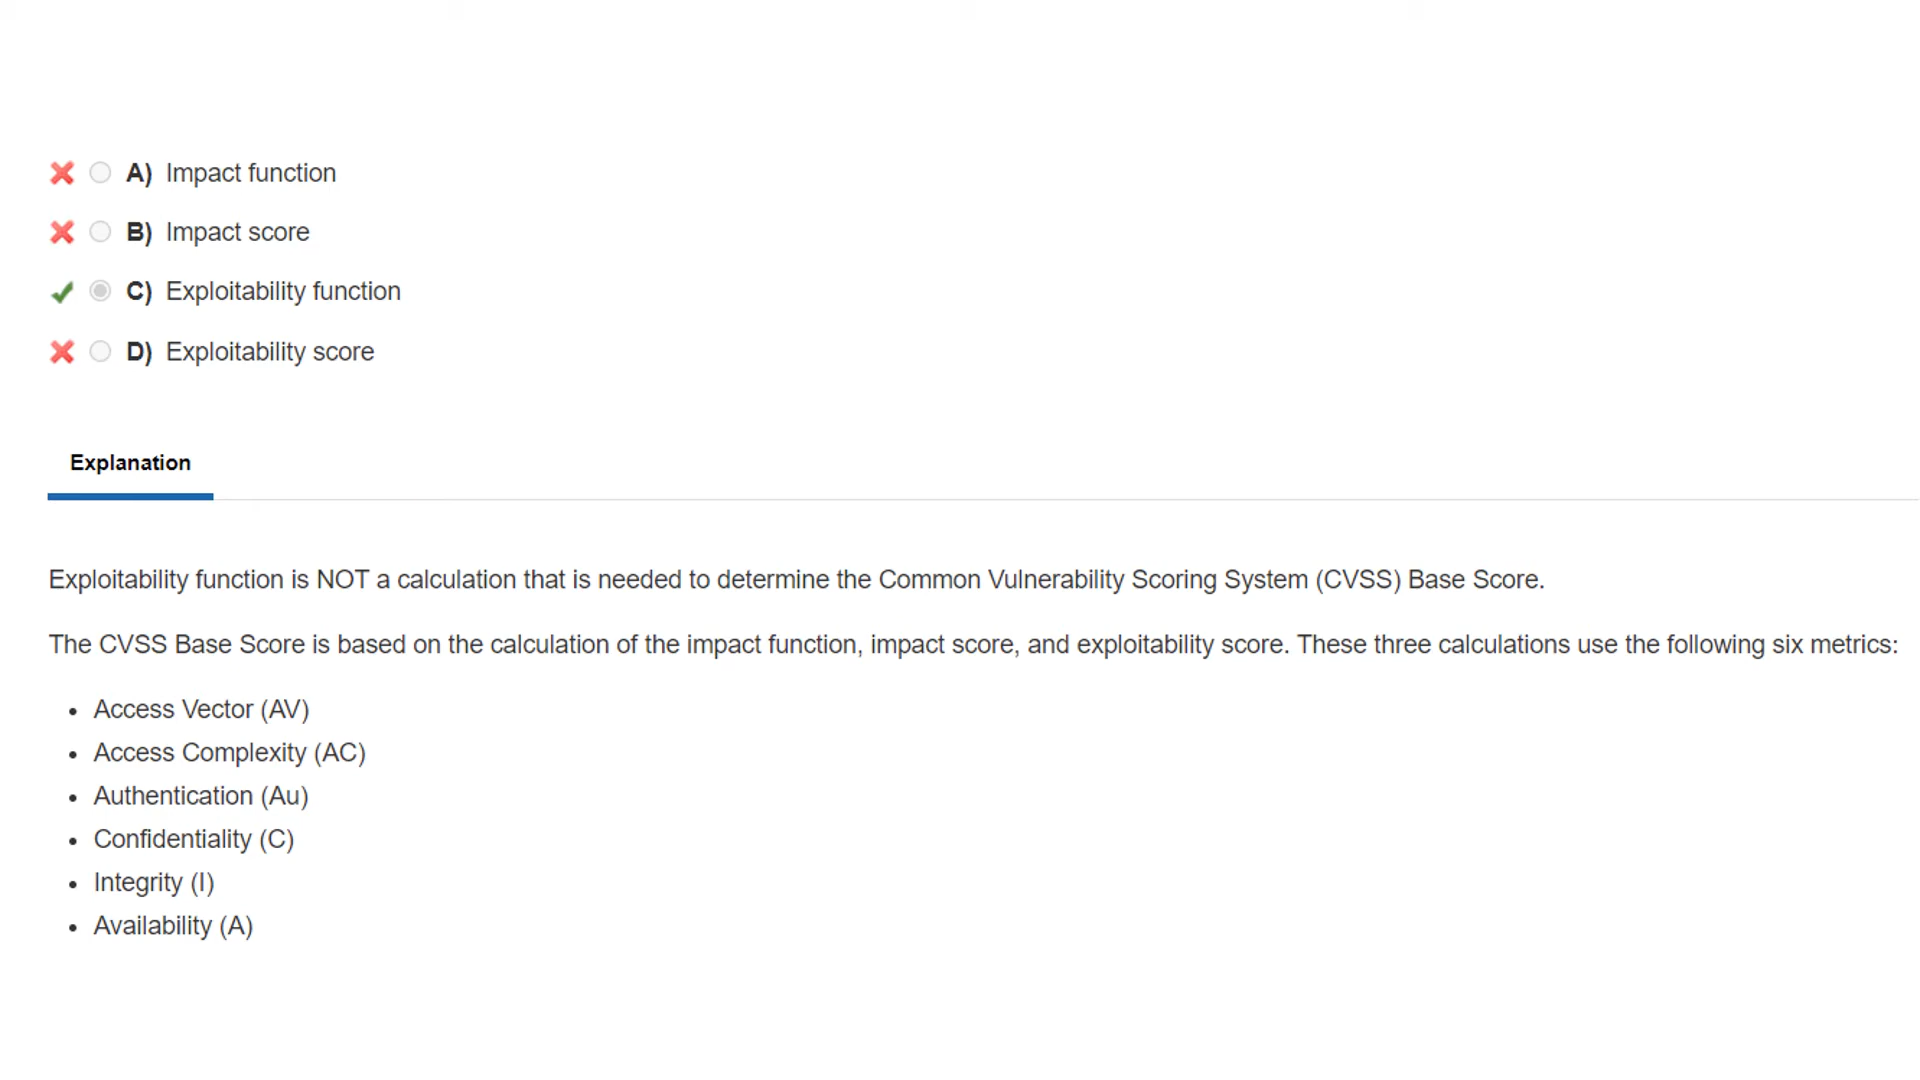 A) Impact function
B) Impact score
C) Exploitability function
D) Exploitability score
Explanation
Exploitability function is NOT a calculation that is needed to determine the Common Vulnerability Scoring System (CVSS) Base Score.
The CVSS Base Score is based on the calculation of the impact function, impact score, and exploitability score. These three calculations use the following six metrics:
• Access Vector (AV)
• Access Complexity (AC)
• Authentication (Au)
• Confidentiality (C)
• Integrity (I)
• Availability (A)